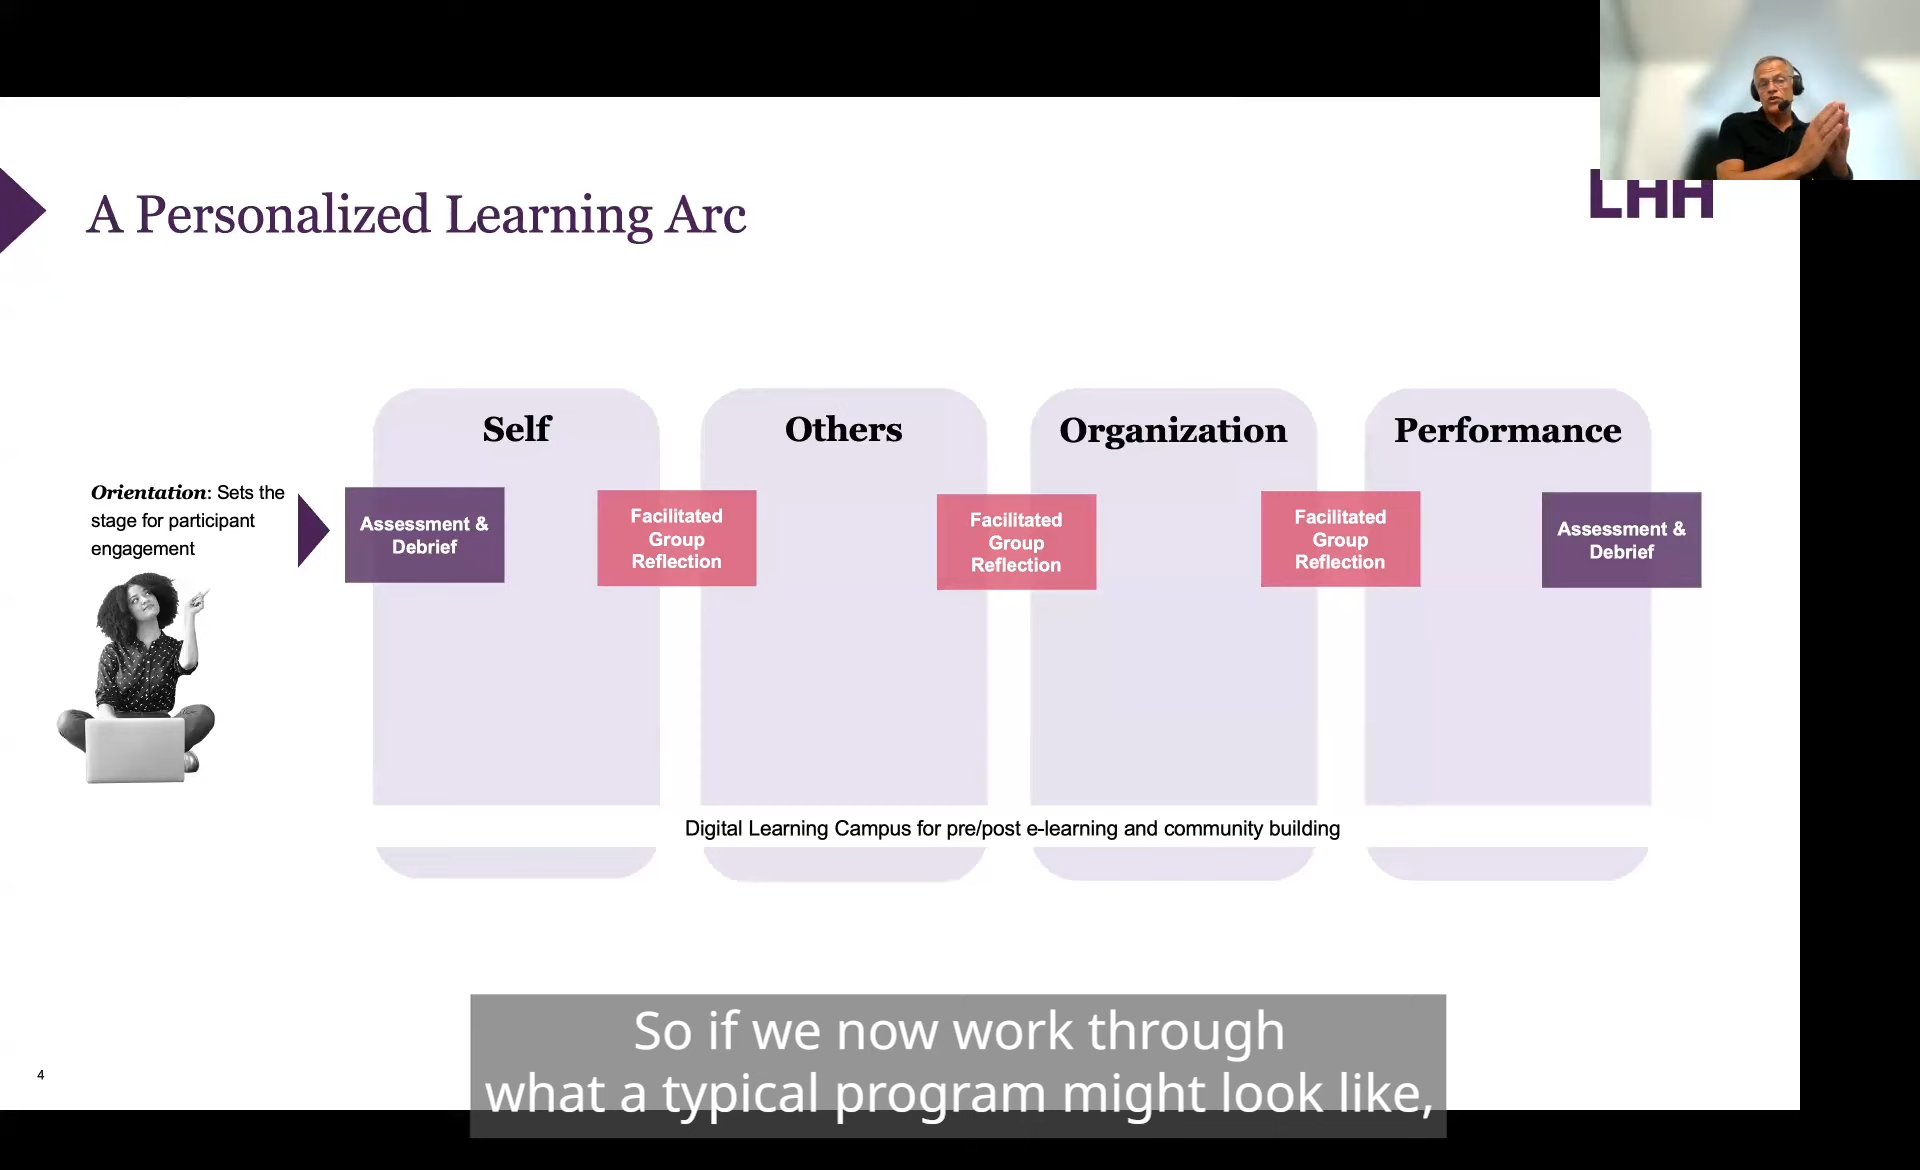 A Personalized Learning Arc
LHH
Self
Others
Organization
Performance
Orientation: Sets the
stage for participant
engagement
Assessment &
Debrief
Facilitated
Group
Reflection
Facilitated
Group
Reflection
Facilitated
Group
Reflection
Assessment &
Debrief
Digital Learning Campus for pre/post e-learning and community building
So if we now work through
what a typical program might look like,
4